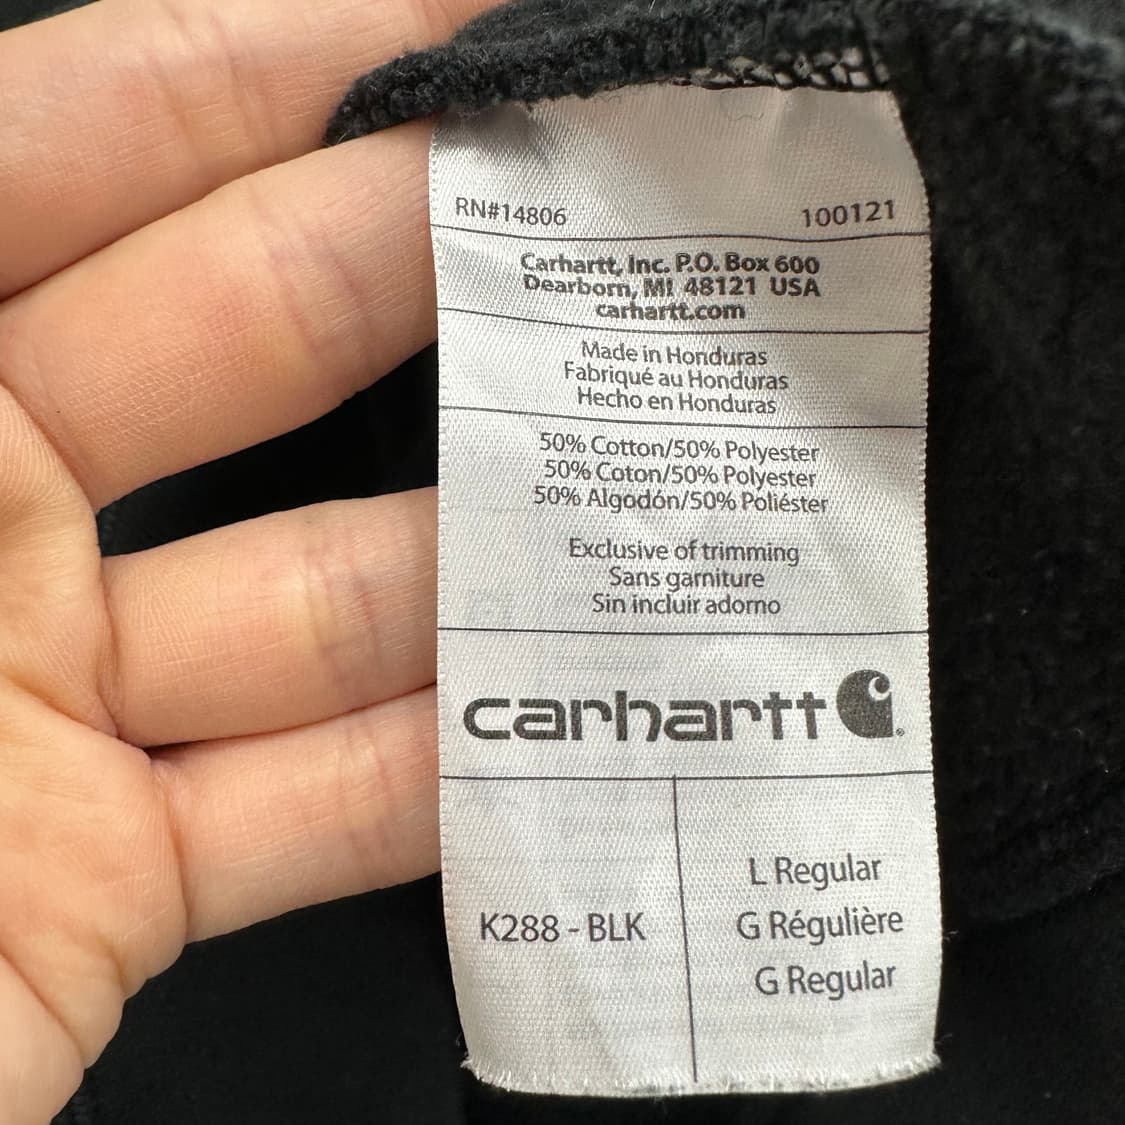 RN#14806 100121
Carhartt, Inc. P.O. Box 600
Dearborn, MI 48121 USA
carhartt.com
Made in Honduras
Fabriqué au Honduras
Hecho en Honduras
50% Cotton/50% Polyester
50% Coton/50% Polyester
50% Algodón/50% Poliéster
Exclusive of trimming
Sans garniture
Sin incluir adorno
carhartt ®
K288 - BLK
L Regular
G Régulière
G Regular